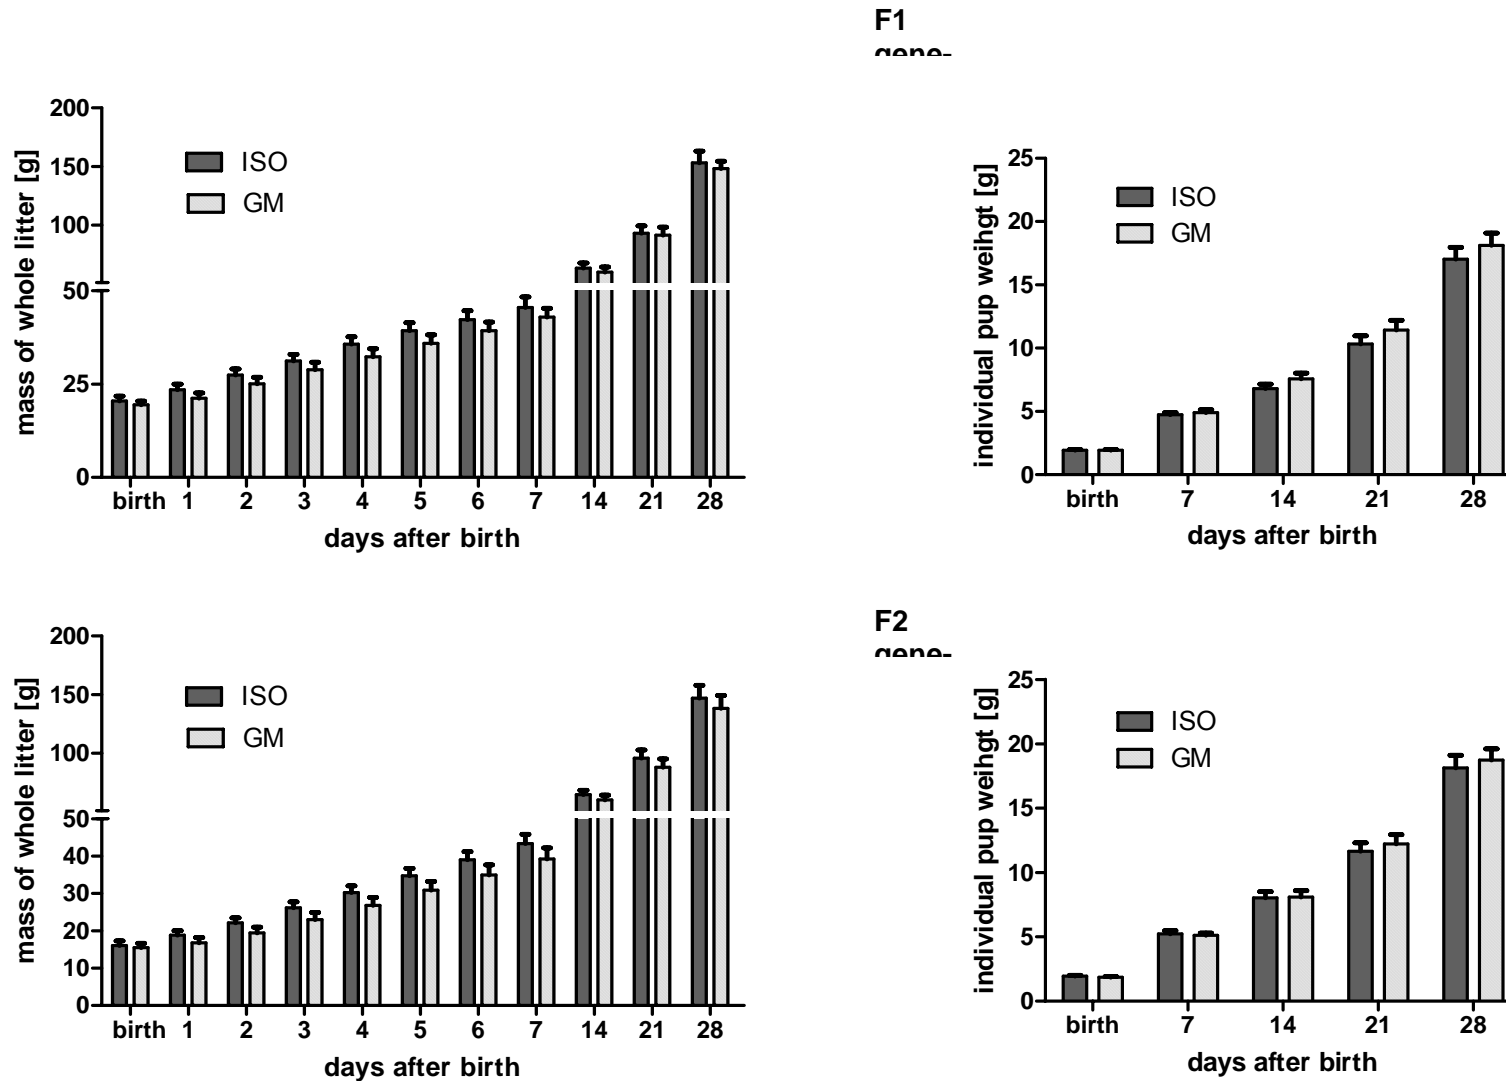 F1
gene-
mass of whole litter [g]
200
150
100
50
25
0
ISO
GM
birth 1 2 3 4 5 6 7 14 21 28
days after birth
individual pup weihgt [g]
25
20
15
10
5
0
ISO
GM
birth 7 14 21 28
days after birth
F2
gene-
mass of whole litter [g]
200
150
100
50
40
30
20
10
0
ISO
GM
birth 1 2 3 4 5 6 7 14 21 28
days after birth
individual pup weihgt [g]
25
20
15
10
5
0
ISO
GM
birth 7 14 21 28
days after birth